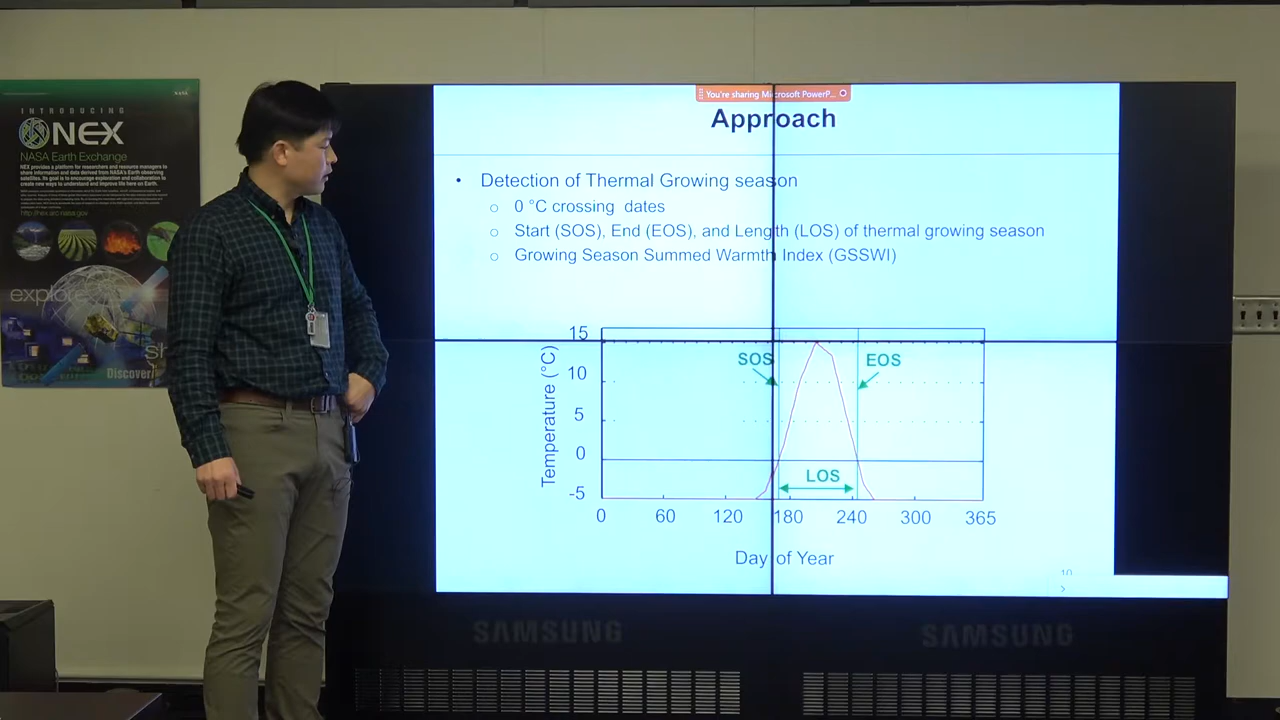 INTRODUCING
NEX
NASA Earth Exchange
NEX provides a platform for researchers and resource managers to
share information and data derived from NASA's Earth observing
satellites. Its goal is to encourage exploration and collaboration to
create new ways to understand and improve life here on Earth.
http://nex.arc.nasa.gov
explore
sh
Discover
You're sharing Microsoft PowerP...
Approach
• Detection of Thermal Growing season
○ 0 °C crossing dates
○ Start (SOS), End (EOS), and Length (LOS) of thermal growing season
○ Growing Season Summed Warmth Index (GSSWI)
15
10
5
0
-5
Temperature (°C)
SOS
EOS
LOS
0 60 120 180 240 300 365
Day of Year
10
SAMSUNG SAMSUNG